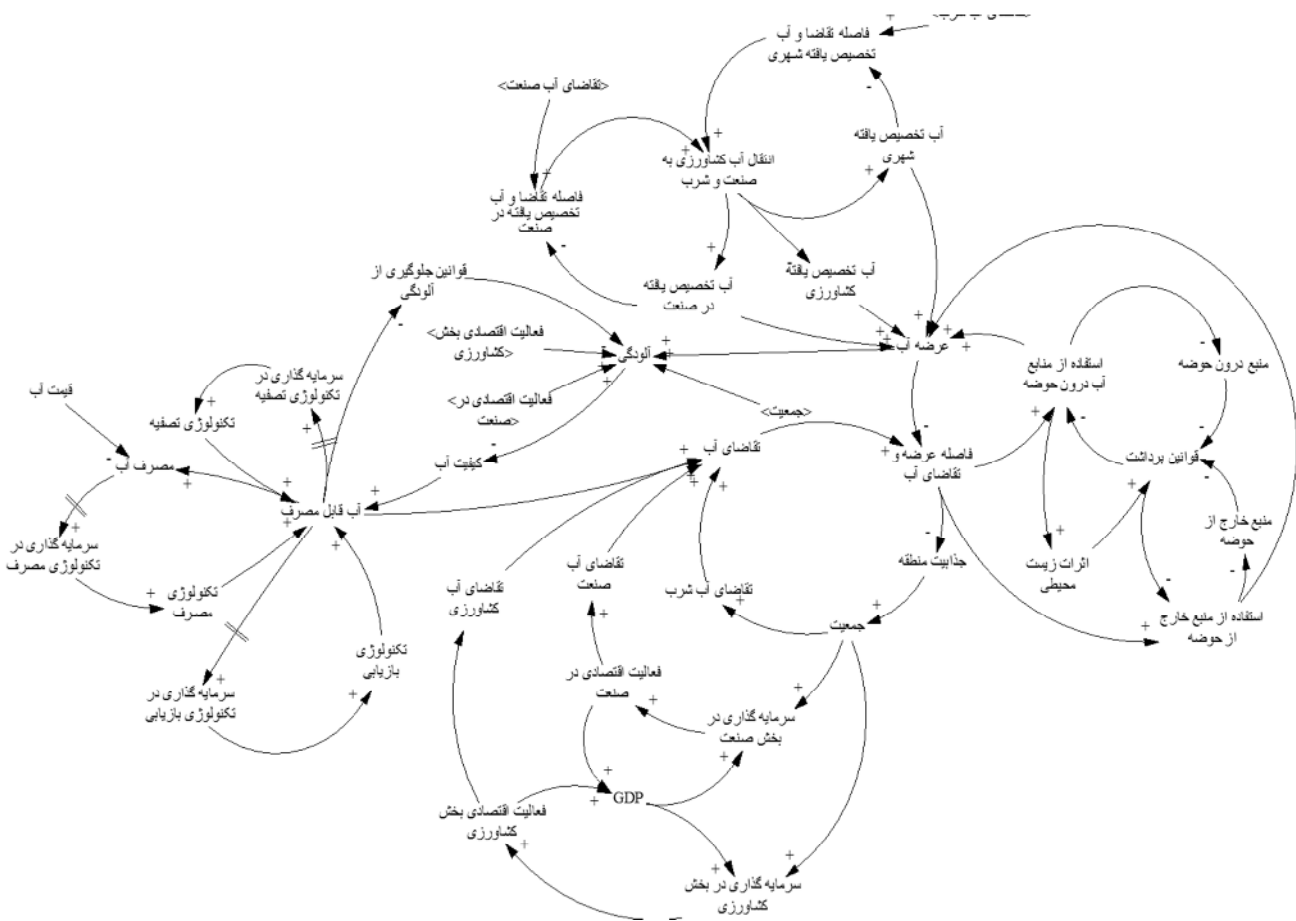 فاصله تقاضا و آب
تخصیص یافته شهری
<تقاضای آب صنعت>
آب تخصیص یافته
شهری
انتقال آب کشاورزی به
صنعت و شرب
فاصله تقاضا و آب
تخصیص یافته در
صنعت
آب تخصیص یافتة
کشاورزی
آب تخصیص یافته
در صنعت
قوانین جلوگیری از
آلودگی
عرضه آب
<فعالیت اقتصادی بخش
کشاورزی>
آلودگی
استفاده از منابع
آب درون حوضه
منبع درون حوضه
<فعالیت اقتصادی در
صنعت>
<جمعیت>
سرمایه گذاری در
تکنولوژی تصفیه
قیمت آب
تکنولوژی تصفیه
تقاضای آب
فاصله عرضه و
تقاضای آب
قوانین برداشت
مصرف آب
کیفیت آب
آب قابل مصرف
منبع خارج از
حوضه
سرمایه گذاری در
تکنولوژی مصرف
تکنولوژی
مصرف
تقاضای آب
صنعت
تقاضای آب
کشاورزی
تقاضای آب شرب
جذابیت منطقه
اثرات زیست
محیطی
استفاده از منبع خارج
از حوضه
جمعیت
تکنولوژی
بازیابی
سرمایه گذاری در
تکنولوژی بازیابی
فعالیت اقتصادی در
صنعت
سرمایه گذاری در
بخش صنعت
GDP
فعالیت اقتصادی بخش
کشاورزی
سرمایه گذاری در بخش
کشاورزی